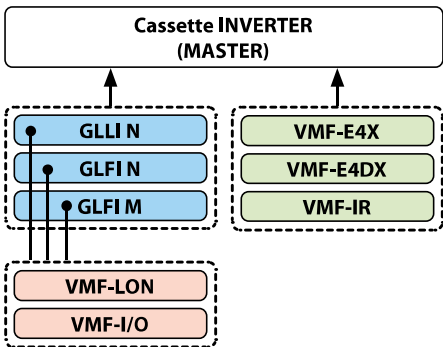 Cassette INVERTER
(MASTER)
GLLI N
GLFI N
GLFI M
VMF-E4X
VMF-E4DX
VMF-IR
VMF-LON
VMF-I/O